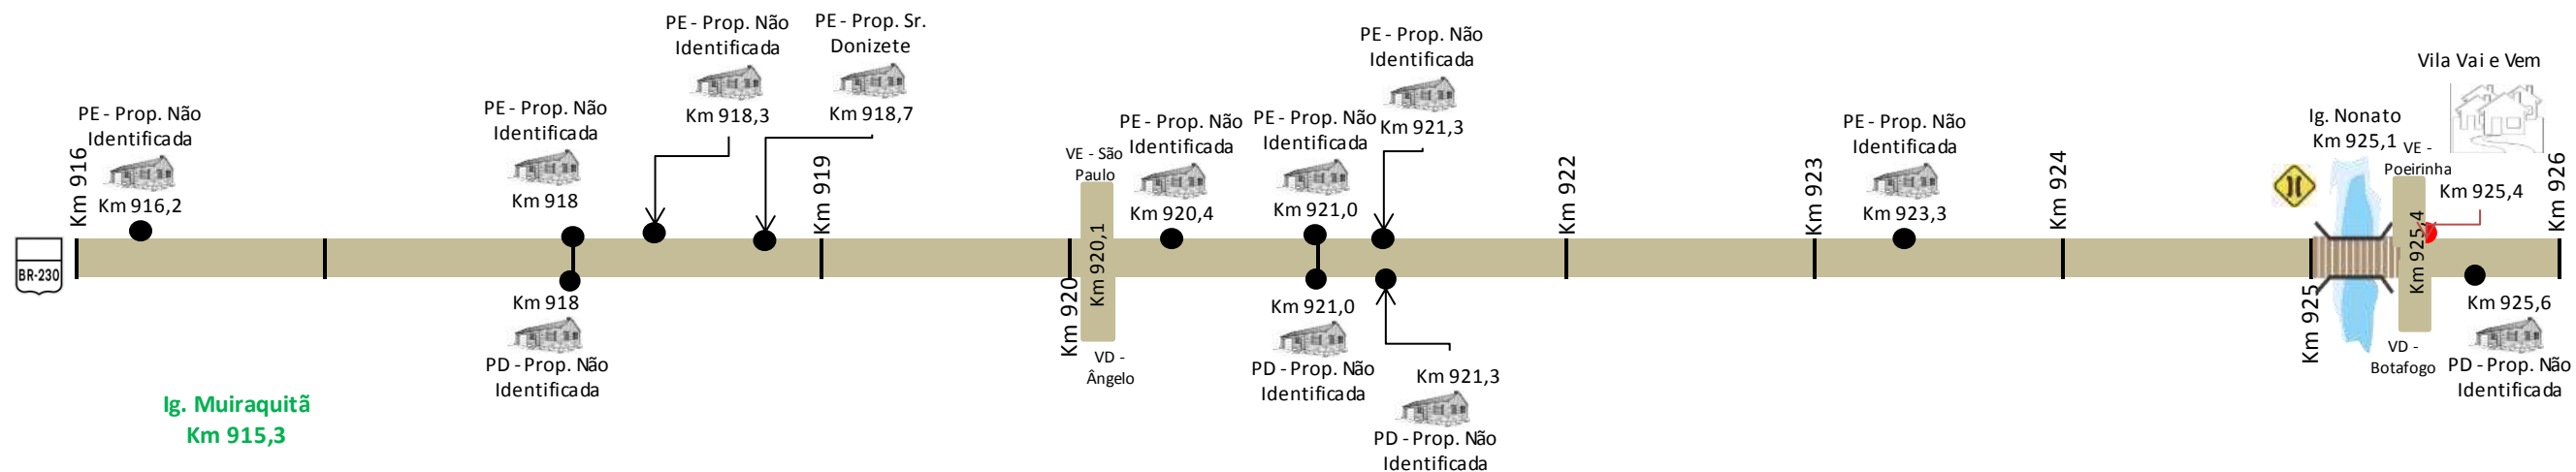 BR-230
Km 916
PE - Prop. Não
Identificada
Km 916,2
Ig. Muiraquitã
Km 915,3
PE - Prop. Não
Identificada
Km 918
Km 918
PD - Prop. Não
Identificada
PE - Prop. Não
Identificada
Km 918,3
PE - Prop. Sr.
Donizete
Km 918,7
Km 919
Km 920
VE - São
Paulo
Km 920,1
VD -
Ângelo
PE - Prop. Não
Identificada
Km 920,4
PE - Prop. Não
Identificada
Km 921,0
Km 921,0
PD - Prop. Não
Identificada
PE - Prop. Não
Identificada
Km 921,3
Km 921,3
PD - Prop. Não
Identificada
Km 922
Km 923
PE - Prop. Não
Identificada
Km 923,3
Km 924
Km 925
Ig. Nonato
Km 925,1
VE -
Poeirinha
Km 925,4
VD -
Botafogo
Vila Vai e Vem
Km 925,4
Km 925,6
PD - Prop. Não
Identificada
Km 926